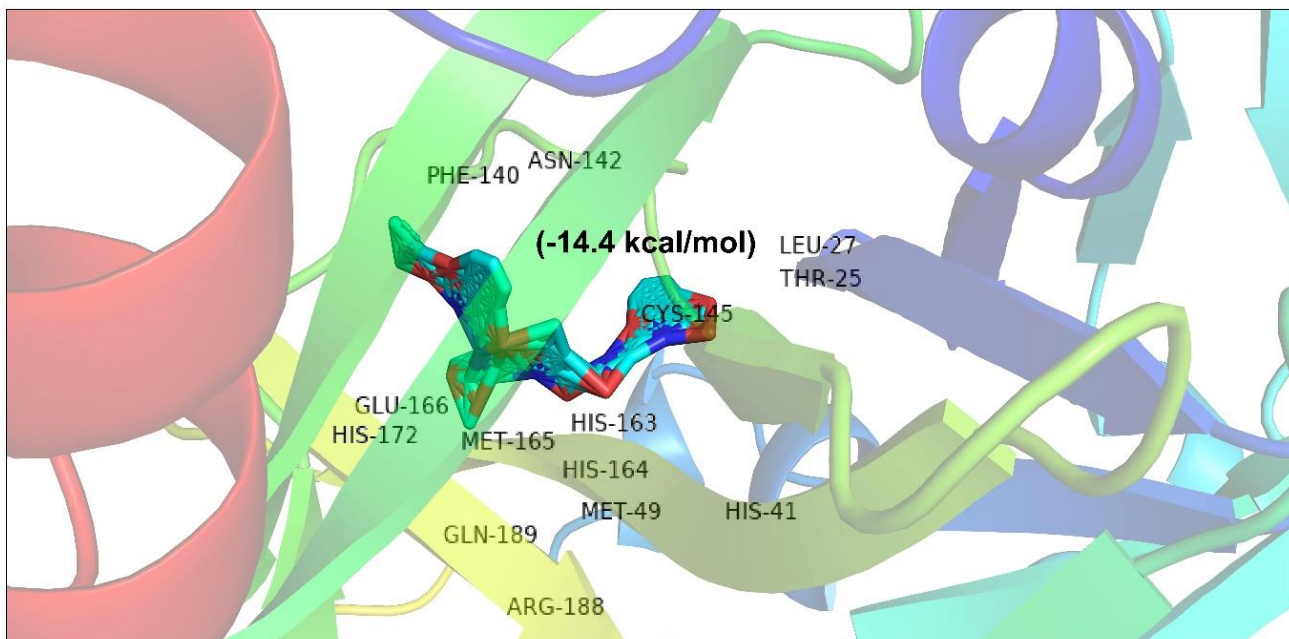 ASN-142
PHE-140
(-14.4 kcal/mol)
LEU-27
THR-25
CYS-145
GLU-166
HIS-163
HIS-172
MET-165
HIS-164
MET-49
HIS-41
GLN-189
ARG-188